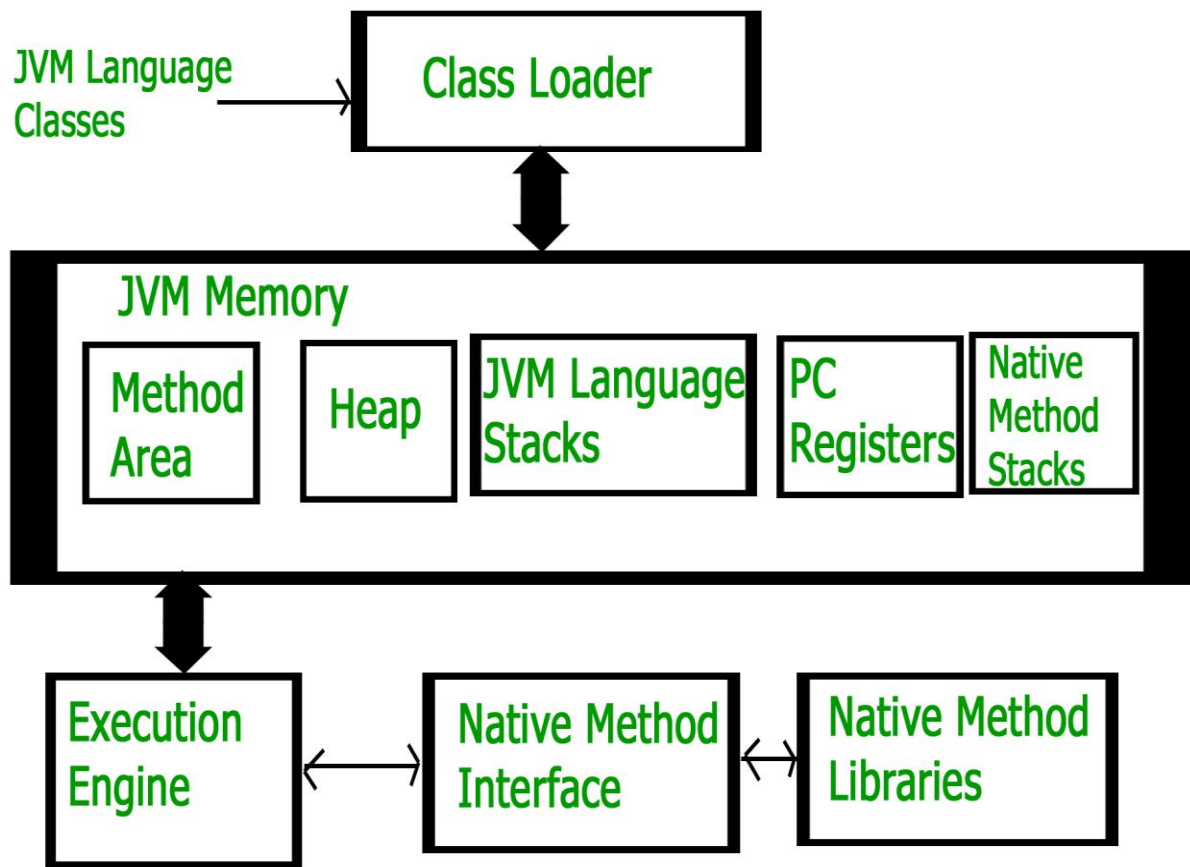 JVM Language
Classes
Class Loader
JVM Memory
Method
Area
Heap
JVM Language
Stacks
PC
Registers
Native
Method
Stacks
Execution
Engine
Native Method
Interface
Native Method
Libraries